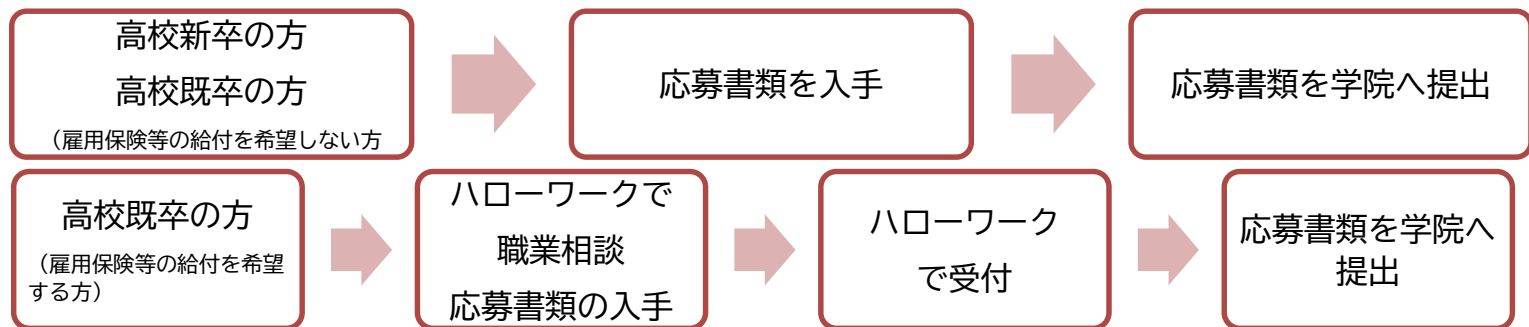 高校新卒の方
高校既卒の方
（雇用保険等の給付を希望しない方
応募書類を入手
応募書類を学院へ提出
高校既卒の方
（雇用保険等の給付を希望
する方）
ハローワークで
職業相談
応募書類の入手
ハローワーク
で受付
応募書類を学院へ
提出